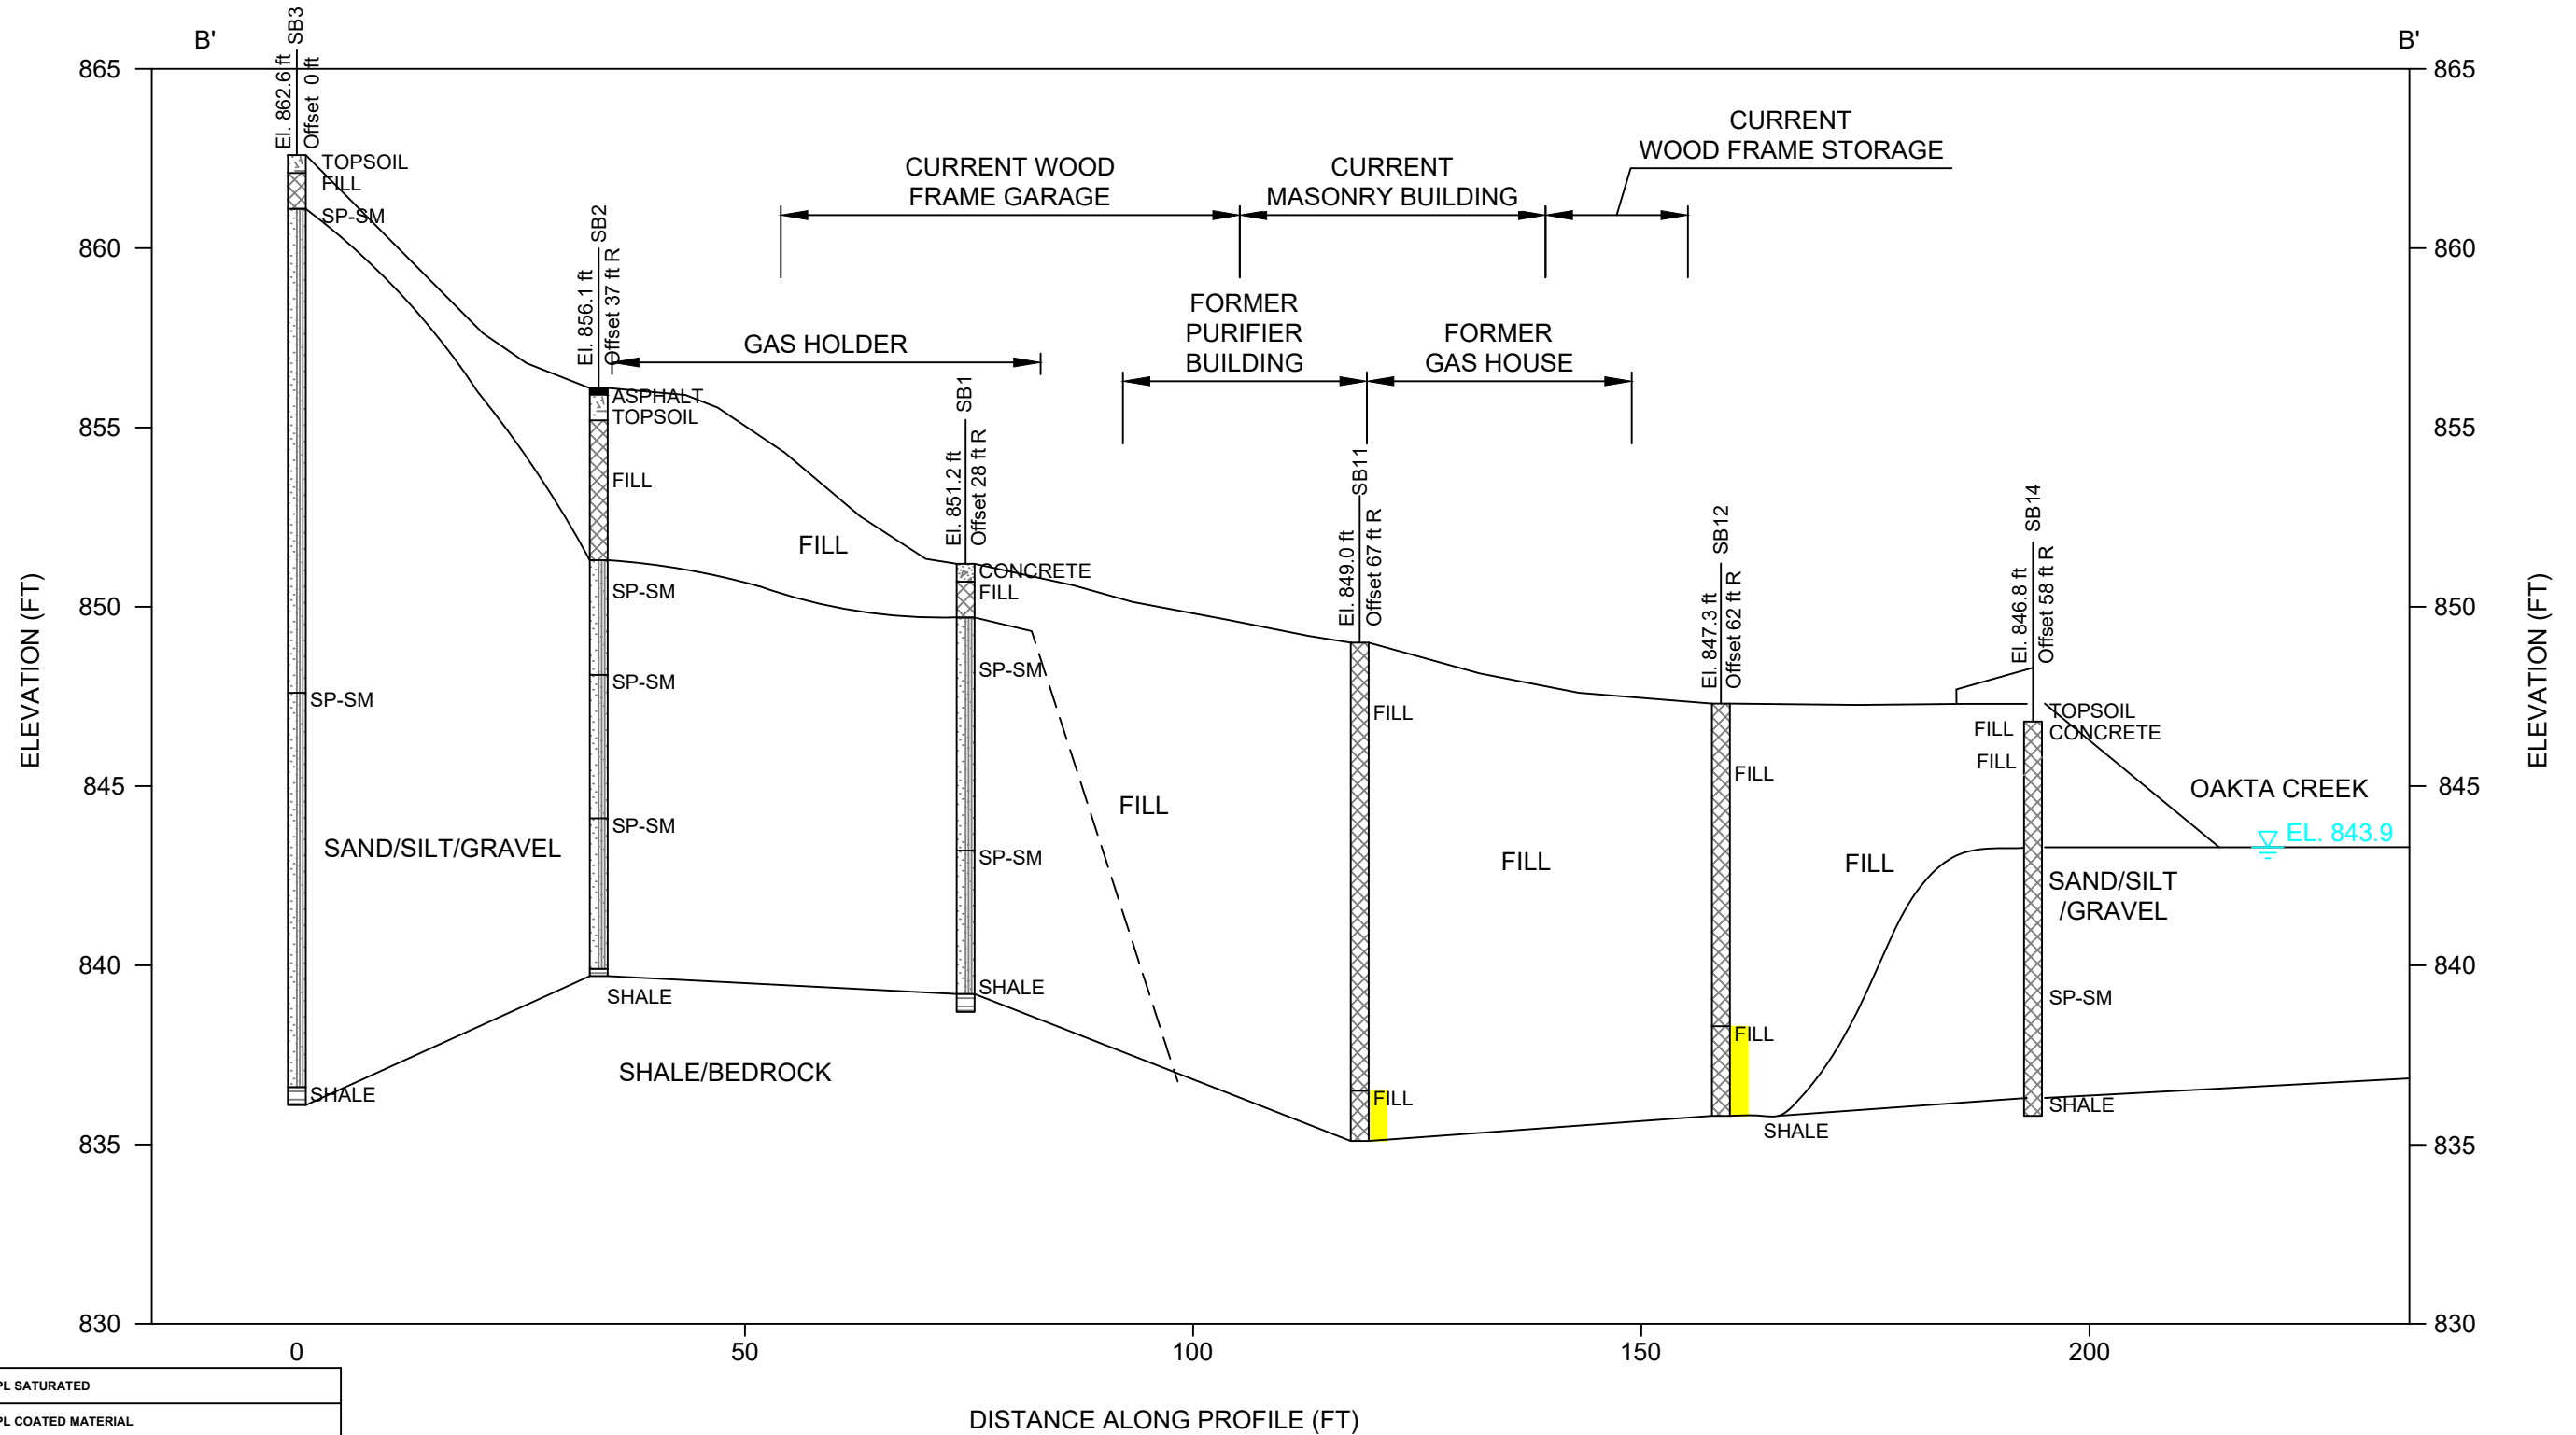 B'
B'
SB3
El. 862.6 ft
Offset 0 ft
865
865
TOPSOIL
FILL
SP-SM
CURRENT
WOOD FRAME STORAGE
CURRENT WOOD
FRAME GARAGE
CURRENT
MASONRY BUILDING
860
860
SB2
El. 856.1 ft
Offset 37 ft R
GAS HOLDER
FORMER
PURIFIER
BUILDING
FORMER
GAS HOUSE
ASPHALT
TOPSOIL
FILL
855
855
SB1
El. 851.2 ft
Offset 28 ft R
SB11
El. 849.0 ft
Offset 67 ft R
SB12
El. 847.3 ft
Offset 62 ft R
SB14
El. 846.8 ft
Offset 58 ft R
FILL
CONCRETE
FILL
SP-SM
850
850
ELEVATION (FT)
ELEVATION (FT)
SP-SM
SP-SM
SP-SM
FILL
FILL
TOPSOIL
CONCRETE
FILL
FILL
FILL
845
845
OAKTA CREEK
EL. 843.9
FILL
SAND/SILT/GRAVEL
SP-SM
SP-SM
FILL
FILL
SAND/SILT
/GRAVEL
840
840
SHALE
SHALE
SP-SM
FILL
SHALE/BEDROCK
SHALE
FILL
SHALE
SHALE
835
835
830
830
0
50
100
150
200
PL SATURATED
PL COATED MATERIAL
DISTANCE ALONG PROFILE (FT)